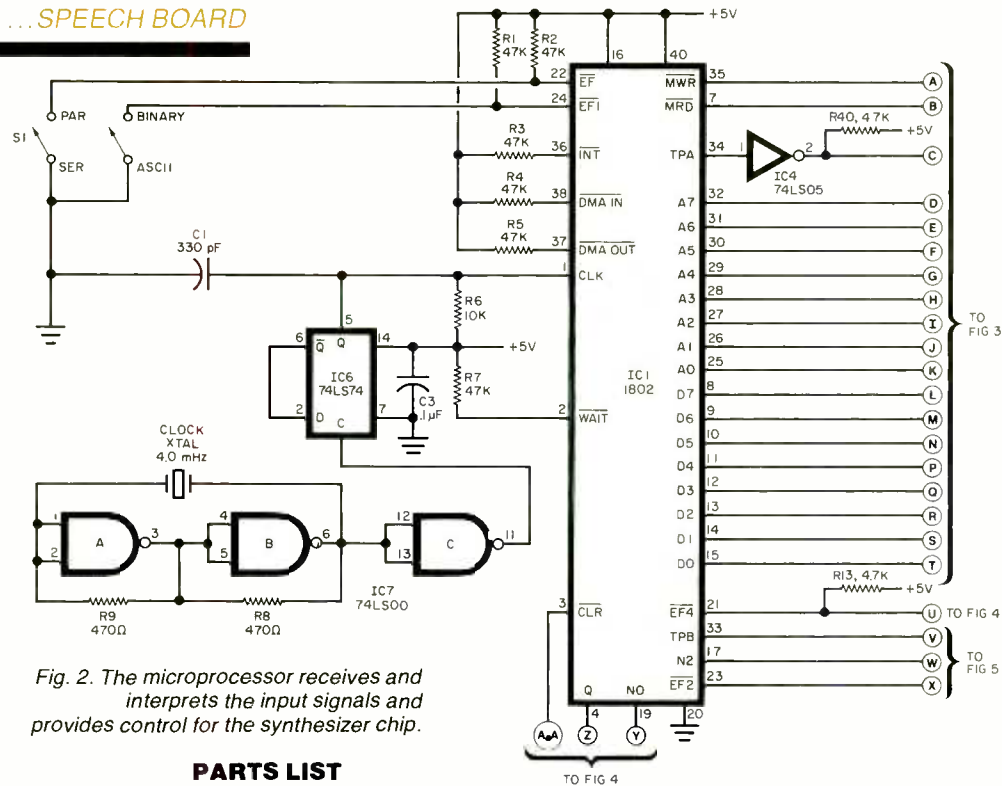 ...SPEECH BOARD
+5V
R1
47K
R2
47K
16
40
22
EF
MWR
35
A
24
EF1
MRD
7
B
PAR
BINARY
S1
SER
ASCII
R3
47K
36
INT
R4
47K
38
DMA IN
R5
47K
37
DMA OUT
TPA
34
1
2
IC4
74LS05
R40, 47K
+5V
C
A7
32
D
A6
31
E
A5
30
F
A4
29
G
A3
28
H
A2
27
I
A1
26
J
A0
25
K
D7
8
L
D6
9
M
D5
10
N
D4
11
P
D3
12
Q
D2
13
R
D1
14
S
D0
15
T
TO
FIG 3
C1
330 pF
1
CLK
R6
10K
5
Q
6
Q
14
+5V
IC6
74LS74
2
D
C
7
C3
.1µF
R7
47K
2
WAIT
IC1
1802
CLOCK
XTAL
4.0 mHz
1
2
A
3
4
5
B
6
12
13
C
11
R9
470Ω
R8
470Ω
IC7
74LS00
3
CLR
R13, 4.7K
+5V
EF4
21
U
TO FIG 4
TPB
33
V
N2
17
W
EF2
23
X
TO
FIG 5
Q
NO
4
19
20
A.A
Z
Y
TO FIG 4
Fig. 2. The microprocessor receives and
interprets the input signals and
provides control for the synthesizer chip.
PARTS LIST